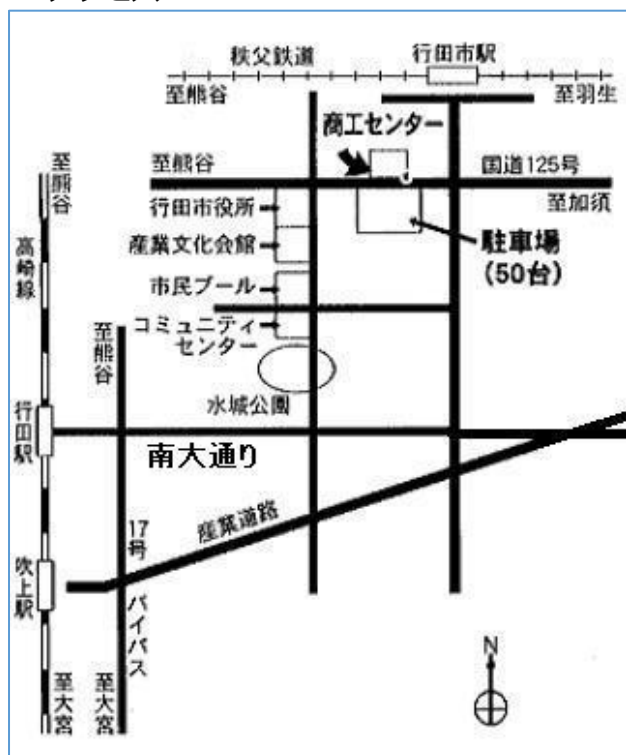 秩父鉄道
行田市駅
至熊谷
至羽生
商工センター
至熊谷
国道125号
至加須
至熊谷
高崎線
行田市役所
産業文化会館
駐車場
(50台)
市民プール
コミュニティ
センター
至熊谷
水城公園
行田駅
南大通り
産業道路
17号
バイパス
吹上駅
至大宮
至大宮
N